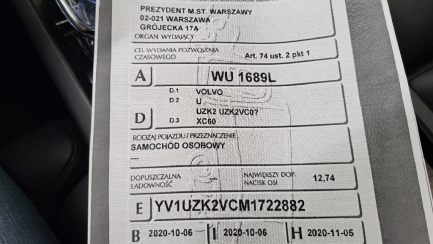 PREZYDENT M.ST. WARSZAWY
02-021 WARSZAWA
GRÓJECKA 17A
ORGAN WYDAJĄCY
CEL WYDANIA POZWOLENIA
CZASOWEGO
Art. 74 ust. 2 pkt 1
A WU 1689L
D.1 VOLVO
D.2 U
UZK2 UZK2VC0?
D
D.3 XC60
RODZAJ POJAZDU / PRZEZNACZENIE
SAMOCHÓD OSOBOWY
---
DOPUSZCZALNA
ŁADOWNOŚĆ
NAJWIĘKSZY DOP.
NACISK OSI
12,74
E YV1UZK2VCM1722882
B 2020-10-06 I 2020-10-06 H 2020-11-05